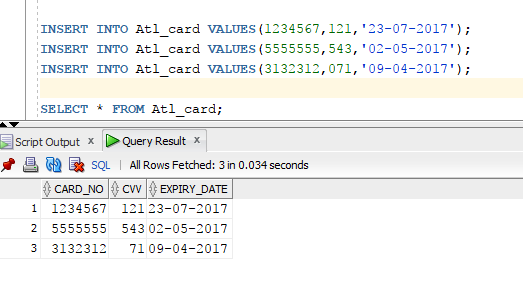 INSERT INTO Atl_card VALUES(1234567,121,'23-07-2017');
INSERT INTO Atl_card VALUES(5555555,543,'02-05-2017');
INSERT INTO Atl_card VALUES(3132312,071,'09-04-2017');
SELECT * FROM Atl_card;
Script Output x Query Result x
SQL | All Rows Fetched: 3 in 0.034 seconds
CARD_NO CVV EXPIRY_DATE
1 1234567 121 23-07-2017
2 5555555 543 02-05-2017
3 3132312 71 09-04-2017